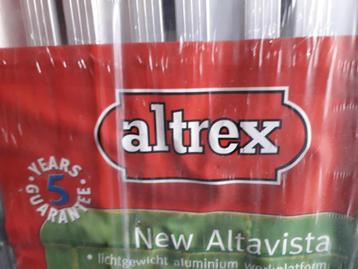 altrex
YEARS
5
GUARANTEE
New Altavista
• lichtgewicht aluminium werkplatform